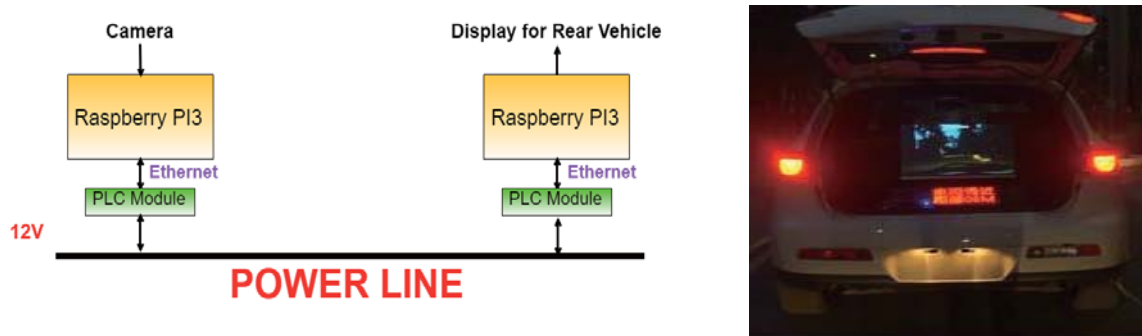 Camera
Display for Rear Vehicle
Raspberry PI3
Raspberry PI3
Ethernet
Ethernet
PLC Module
PLC Module
12V
POWER LINE